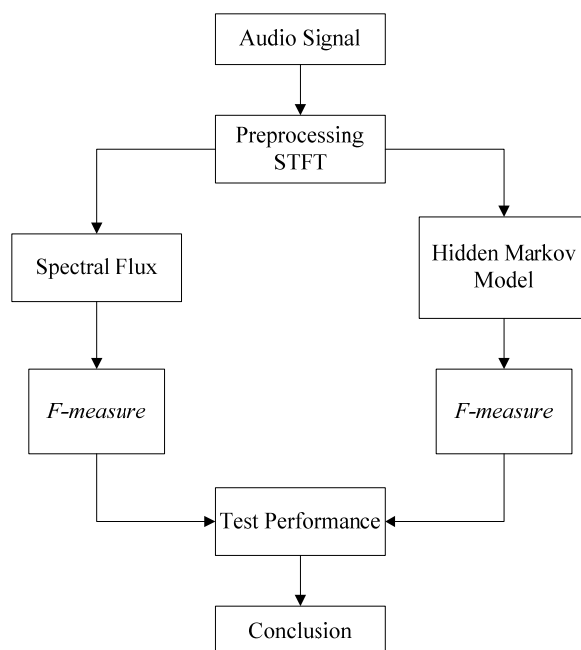 Audio Signal
Preprocessing
STFT
Spectral Flux
Hidden Markov
Model
F-measure
F-measure
Test Performance
Conclusion